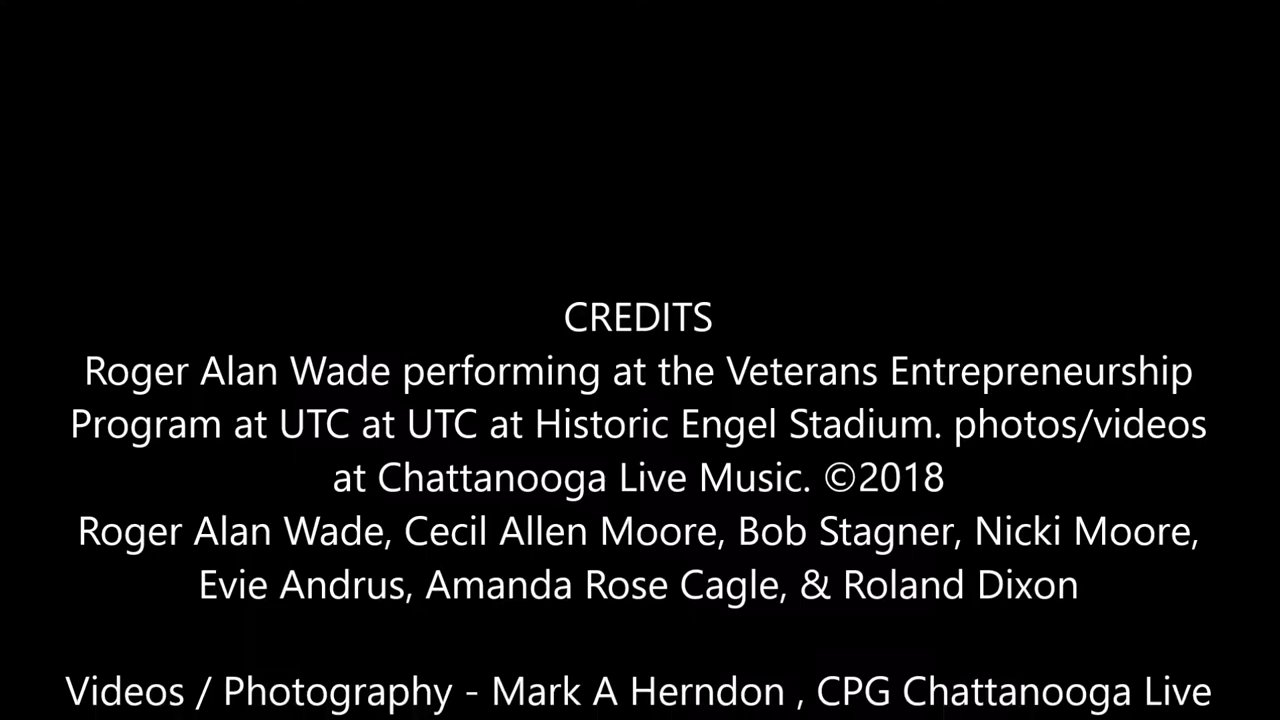 CREDITS
Roger Alan Wade performing at the Veterans Entrepreneurship
Program at UTC at UTC at Historic Engel Stadium. photos/videos
at Chattanooga Live Music. ©2018
Roger Alan Wade, Cecil Allen Moore, Bob Stagner, Nicki Moore,
Evie Andrus, Amanda Rose Cagle, & Roland Dixon
Videos / Photography - Mark A Herndon , CPG Chattanooga Live